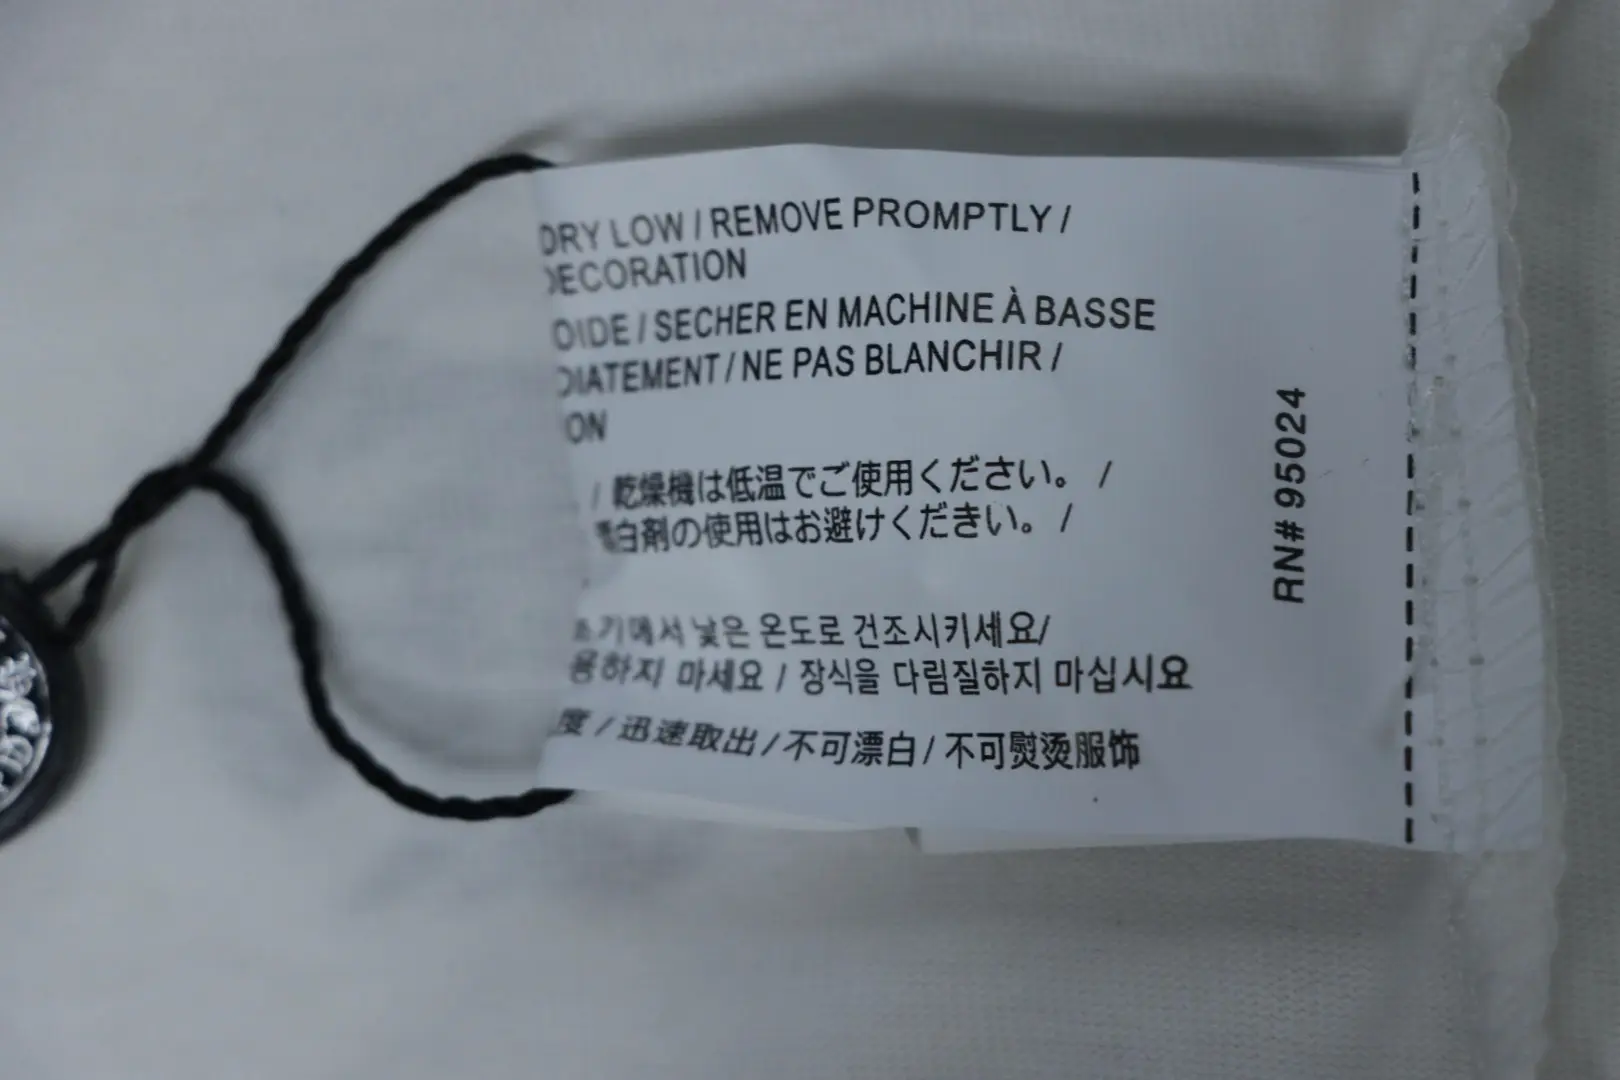 DRY LOW / REMOVE PROMPTLY /
DECORATION
OIDE / SECHER EN MACHINE À BASSE
DIATEMENT / NE PAS BLANCHIR /
ON
/ 乾燥機は低温でご使用ください。 /
白剤の使用はお避けくだきい。 /
기에서 낮은 온도로 건조시키세요/
용하지 마세요 / 장식을 다림질하지 마십시요
度 / 迅速取出 / 不可漂白 / 不可熨烫服饰
RN# 95024